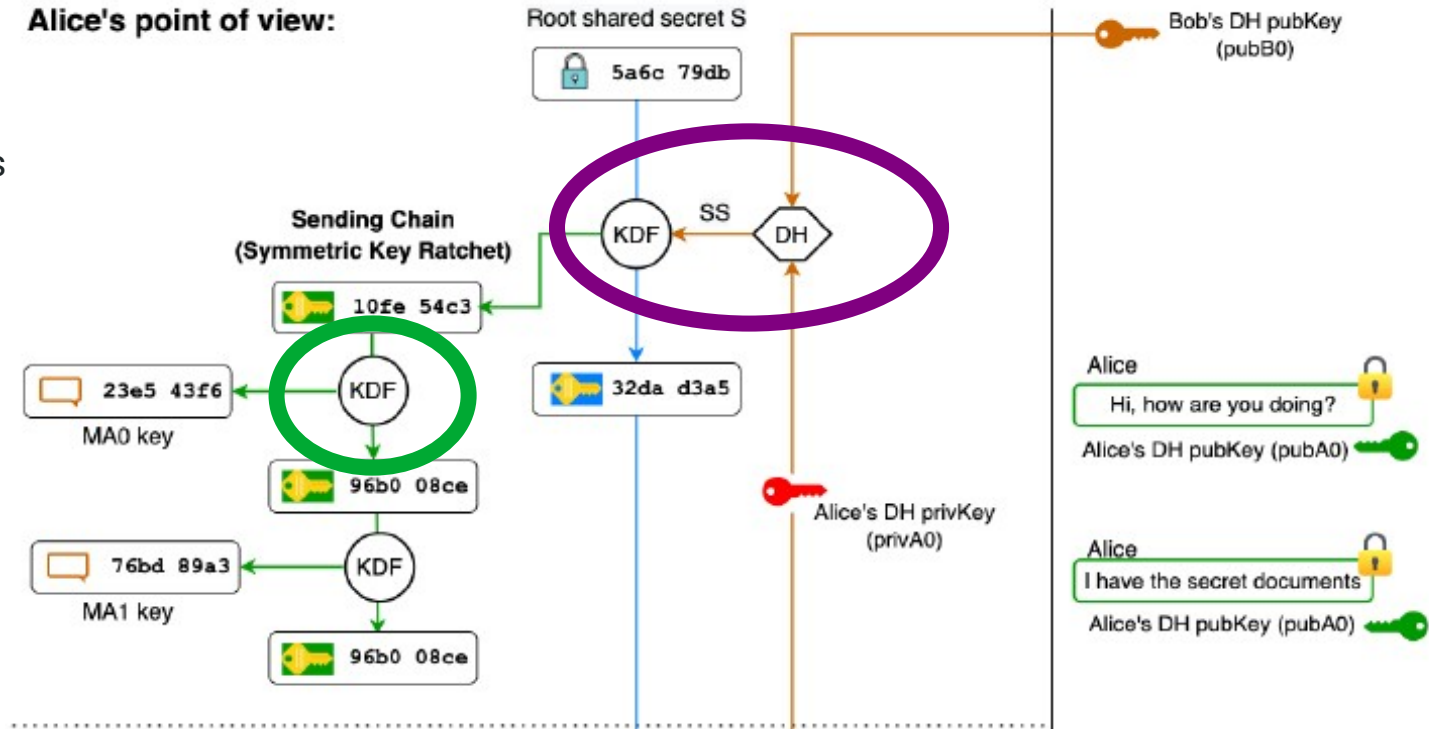 Alice's point of view:
Root shared secret S
5a6c 79db
Bob's DH pubKey
(pubB0)
s
Sending Chain
(Symmetric Key Ratchet)
KDF
SS
DH
10fe 54c3
KDF
23e5 43f6
MA0 key
32da d3a5
96b0 08ce
Alice's DH privKey
(privA0)
KDF
76bd 89a3
MA1 key
96b0 08ce
Alice
Hi, how are you doing?
Alice's DH pubKey (pubA0)
Alice
I have the secret documents
Alice's DH pubKey (pubA0)